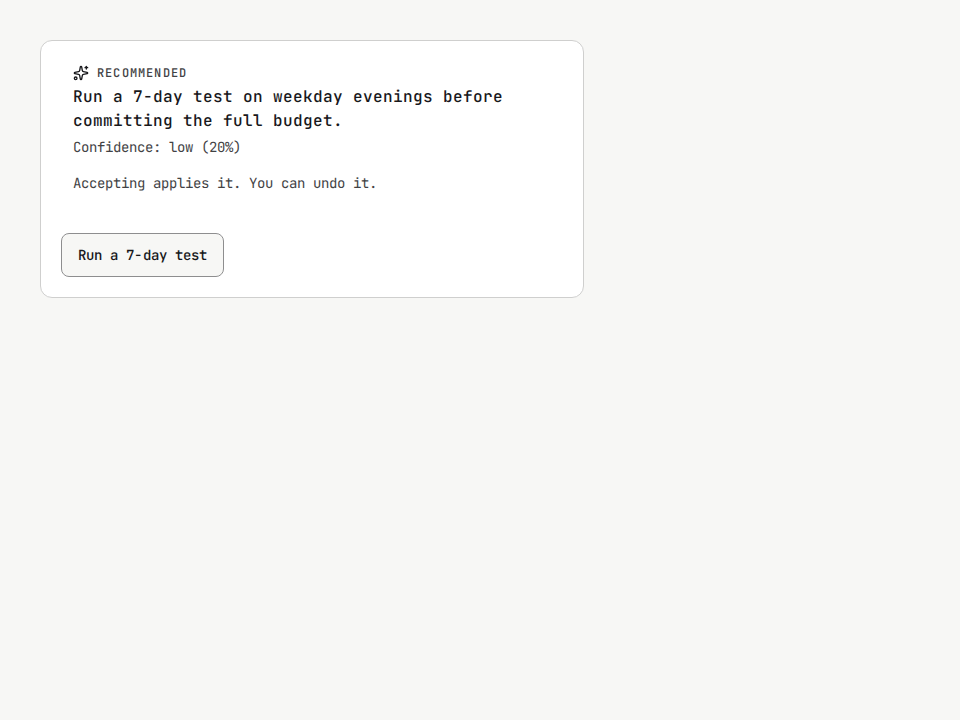 RECOMMENDED
Run a 7-day test on weekday evenings before
committing the full budget.
Confidence: low (20%)
Accepting applies it. You can undo it.
Run a 7-day test